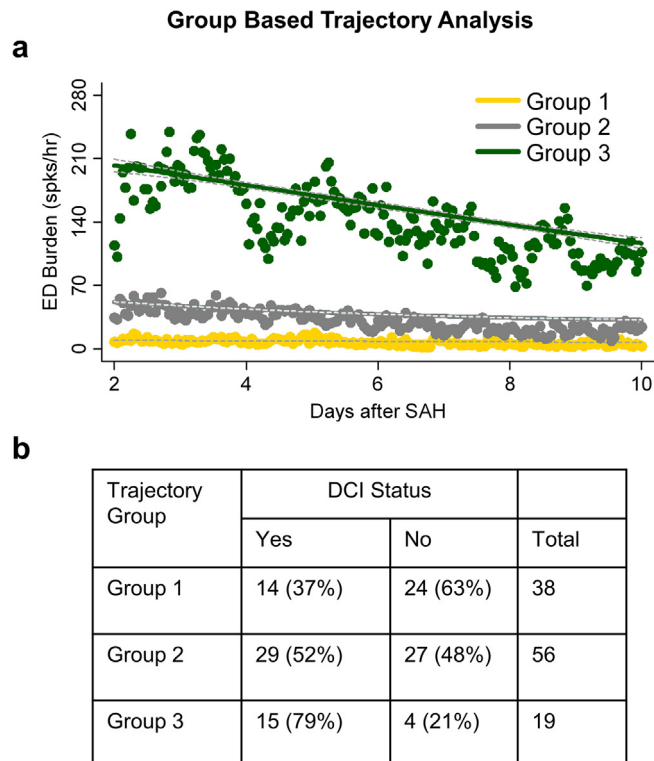 Group Based Trajectory Analysis
a
280
210
140
70
0
ED Burden (spks/hr)
Group 1
Group 2
Group 3
2
4
6
8
10
Days after SAH
b
Trajectory
Group
DCI Status
Yes
No
Total
Group 1
14 (37%)
24 (63%)
38
Group 2
29 (52%)
27 (48%)
56
Group 3
15 (79%)
4 (21%)
19